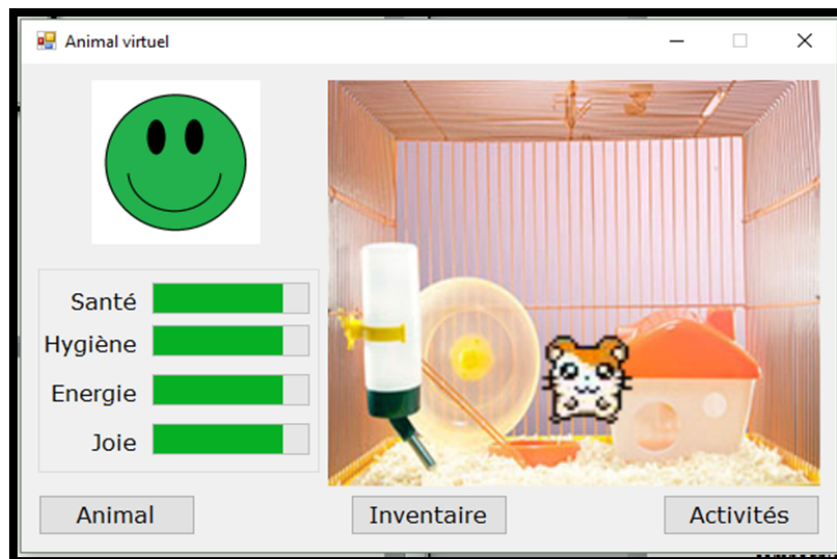 Animal virtuel
Santé
Hygiène
Energie
Joie
Animal
Inventaire
Activités